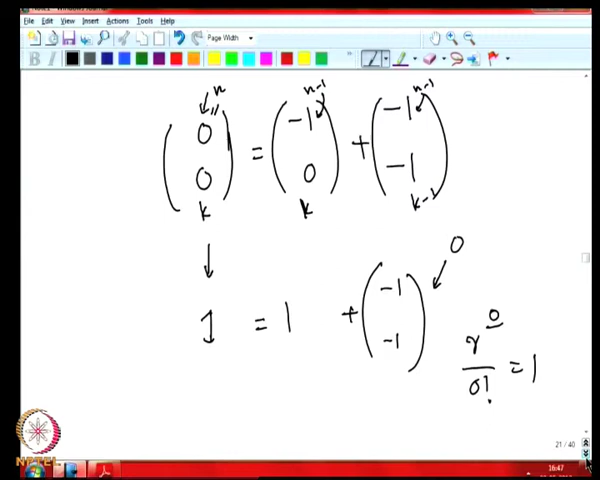 File Edit View Insert Actions Tools Help
Page Width
B
n n-1 n-1
( 0 ) = ( -1 ) + ( -1 )
( 0 ) ( 0 ) ( -1 )
k k k-1
↓
1 = 1 + ( -1 ) 0
( -1 )
r^0 / 0! = 1
21 / 40
NPTEL
16:47